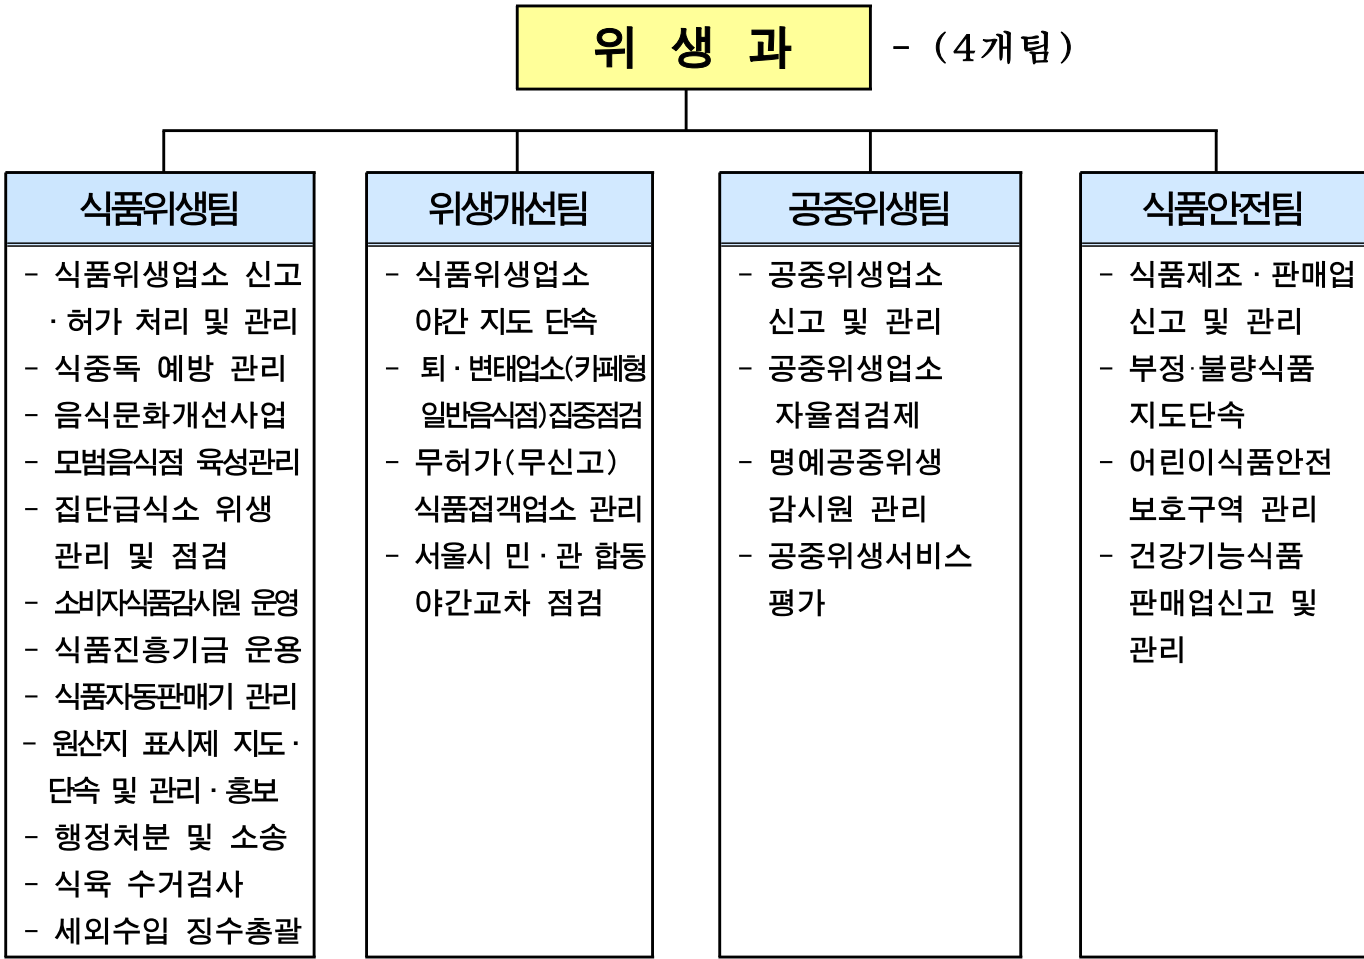 위 생 과
- (4개팀)
식품위생팀
- 식품위생업소 신고
· 허가 처리 및 관리
- 식중독 예방 관리
- 음식문화개선사업
- 모범음식점 육성관리
- 집단급식소 위생
관리 및 점검
- 소비자식품감시원 운영
- 식품진흥기금 운용
- 식품자동판매기 관리
- 원산지 표시제 지도 ·
단속 및 관리 · 홍보
- 행정처분 및 소송
- 식육 수거검사
- 세외수입 징수총괄
위생개선팀
- 식품위생업소
야간 지도 단속
- 퇴 · 변태업소(카페형
일반음식점)집중점검
- 무허가(무신고)
식품접객업소 관리
- 서울시 민 · 관 합동
야간교차 점검
공중위생팀
- 공중위생업소
신고 및 관리
- 공중위생업소
자율점검제
- 명예공중위생
감시원 관리
- 공중위생서비스
평가
식품안전팀
- 식품제조 · 판매업
신고 및 관리
- 부정·불량식품
지도단속
- 어린이식품안전
보호구역 관리
- 건강기능식품
판매업신고 및
관리